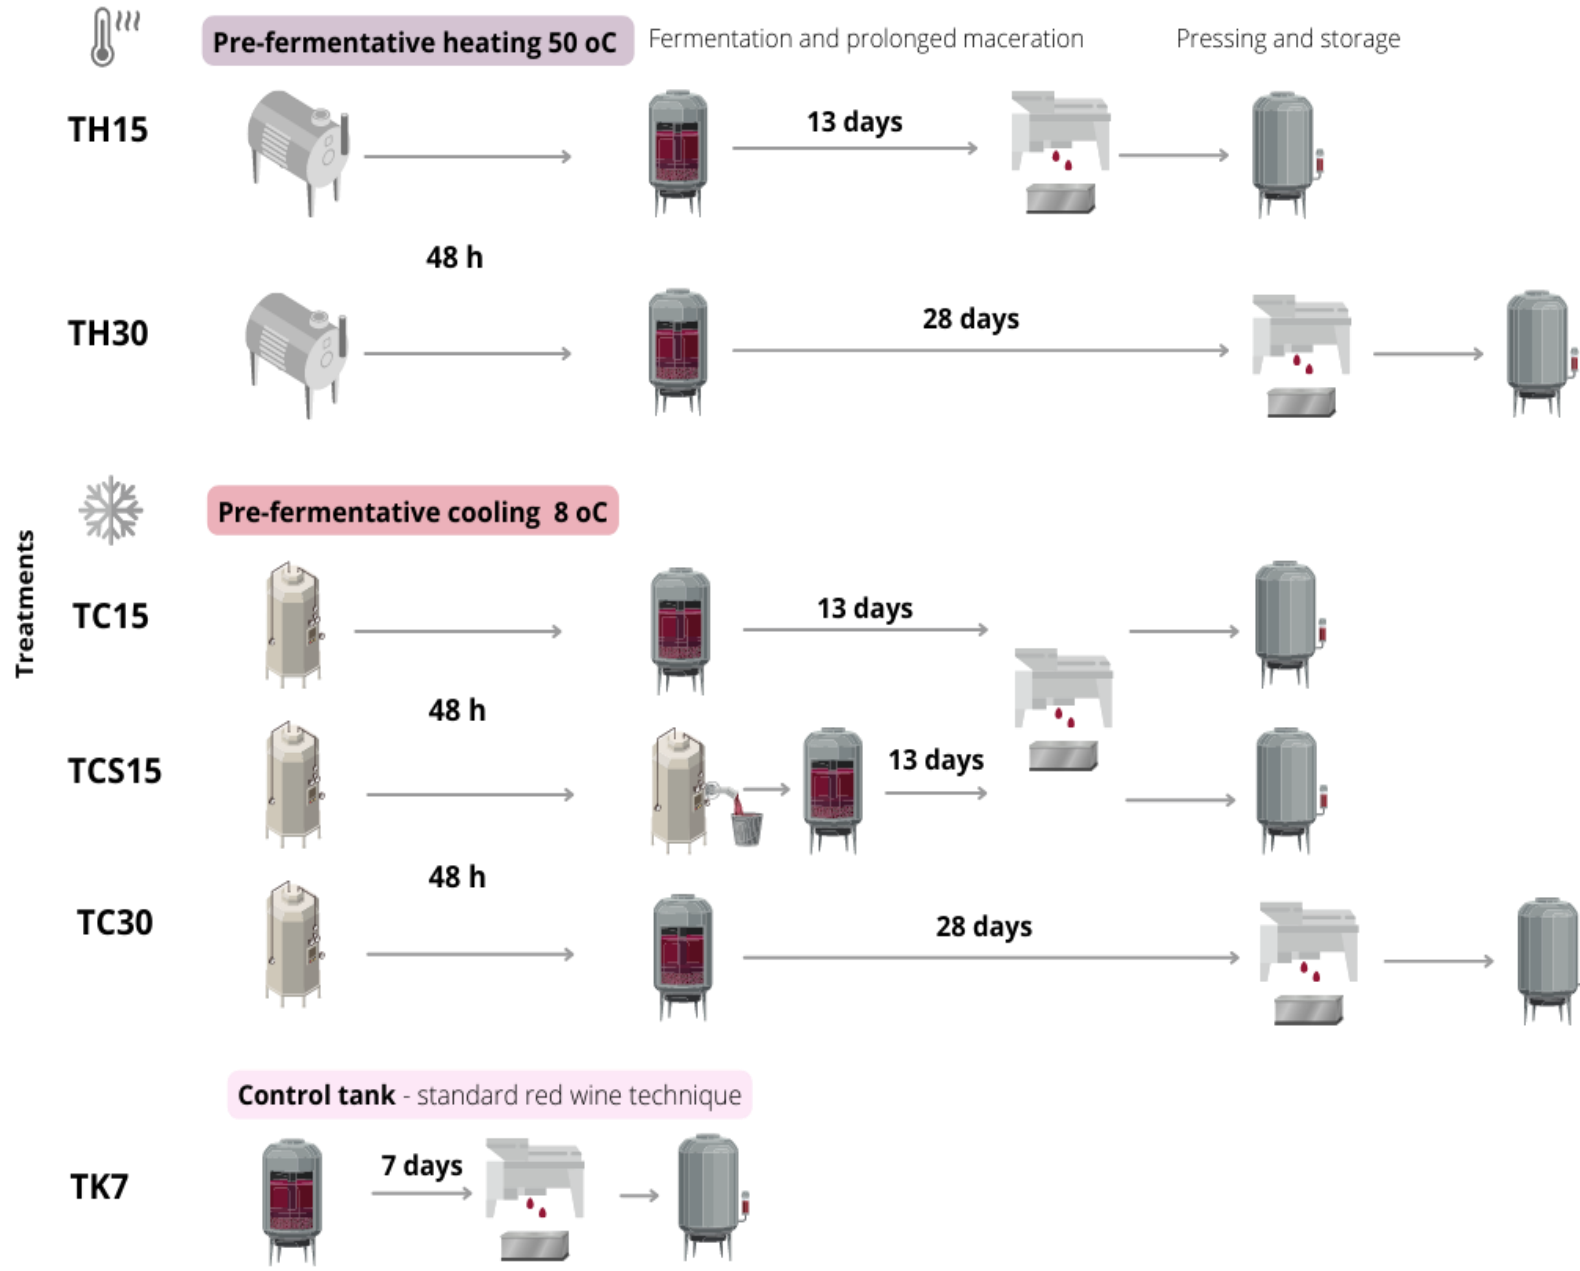 Pre-fermentative heating 50 oC
Fermentation and prolonged maceration
Pressing and storage
TH15
13 days
48 h
TH30
28 days
Treatments
Pre-fermentative cooling 8 oC
TC15
13 days
48 h
TCS15
13 days
48 h
TC30
28 days
Control tank - standard red wine technique
TK7
7 days